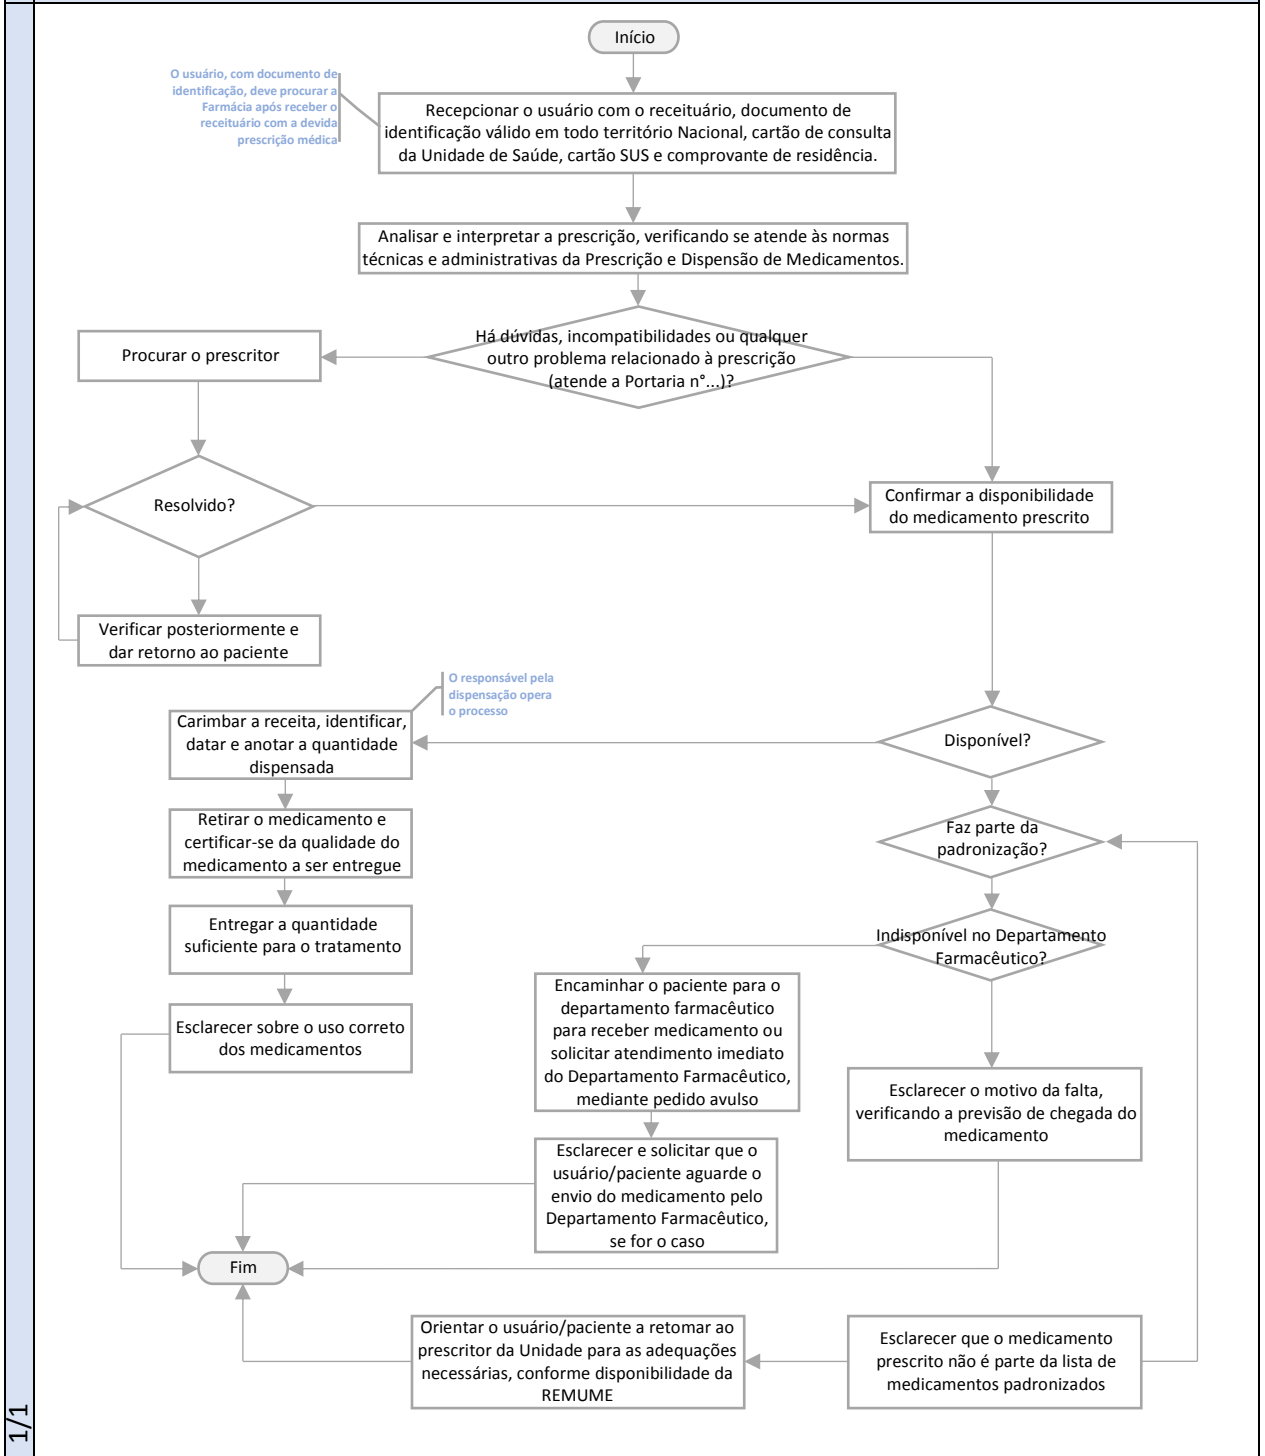 Início
O usuário, com documento de
identificação, deve procurar a
Farmácia após receber o
receituário com a devida
prescrição médica
Recepcionar o usuário com o receituário, documento de
identificação válido em todo território Nacional, cartão de consulta
da Unidade de Saúde, cartão SUS e comprovante de residência.
Analisar e interpretar a prescrição, verificando se atende às normas
técnicas e administrativas da Prescrição e Dispensão de Medicamentos.
Há dúvidas, incompatibilidades ou qualquer
outro problema relacionado à prescrição
(atende a Portaria n°...)?
Procurar o prescritor
Resolvido?
Confirmar a disponibilidade
do medicamento prescrito
Verificar posteriormente e
dar retorno ao paciente
O responsável pela
dispensação opera
o processo
Carimbar a receita, identificar,
datar e anotar a quantidade
dispensada
Disponível?
Retirar o medicamento e
certificar-se da qualidade do
medicamento a ser entregue
Faz parte da
padronização?
Entregar a quantidade
suficiente para o tratamento
Indisponível no Departamento
Farmacêutico?
Esclarecer sobre o uso correto
dos medicamentos
Encaminhar o paciente para o
departamento farmacêutico
para receber medicamento ou
solicitar atendimento imediato
do Departamento Farmacêutico,
mediante pedido avulso
Esclarecer o motivo da falta,
verificando a previsão de chegada do
medicamento
Esclarecer e solicitar que o
usuário/paciente aguarde o
envio do medicamento pelo
Departamento Farmacêutico,
se for o caso
Fim
Orientar o usuário/paciente a retomar ao
prescritor da Unidade para as adequações
necessárias, conforme disponibilidade da
REMUME
Esclarecer que o medicamento
prescrito não é parte da lista de
medicamentos padronizados
1/1